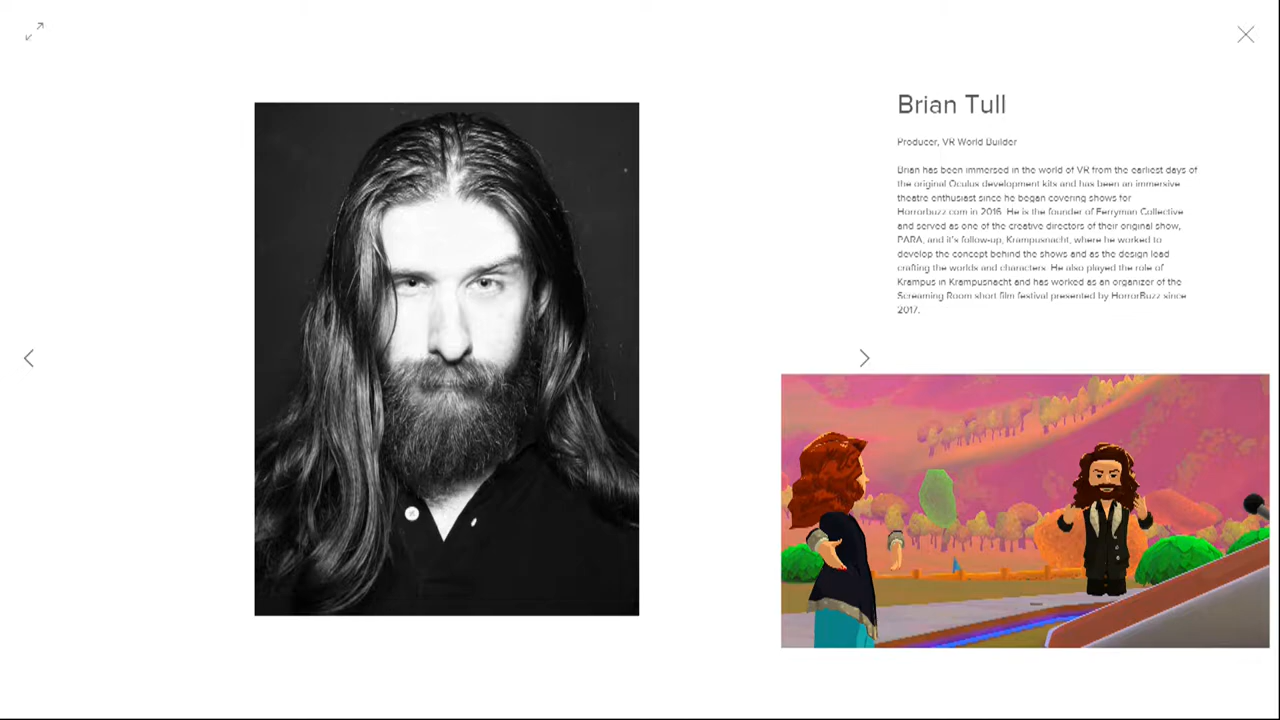 Brian Tull
Producer, VR World Builder
Brian has been immersed in the world of VR from the earliest days of
the original Oculus development kits and has been an immersive
theatre enthusiast since he began covering shows for
Horrorbuzz.com in 2016. He is the founder of Ferryman Collective
and served as one of the creative directors of their original show,
PARA, and it's follow-up, Krampusnacht, where he worked to
develop the concept behind the shows and as the design lead
crafting the worlds and characters. He also played the role of
Krampus in Krampusnacht and has worked as an organizer of the
Screaming Room short film festival presented by HorrorBuzz since
2017.